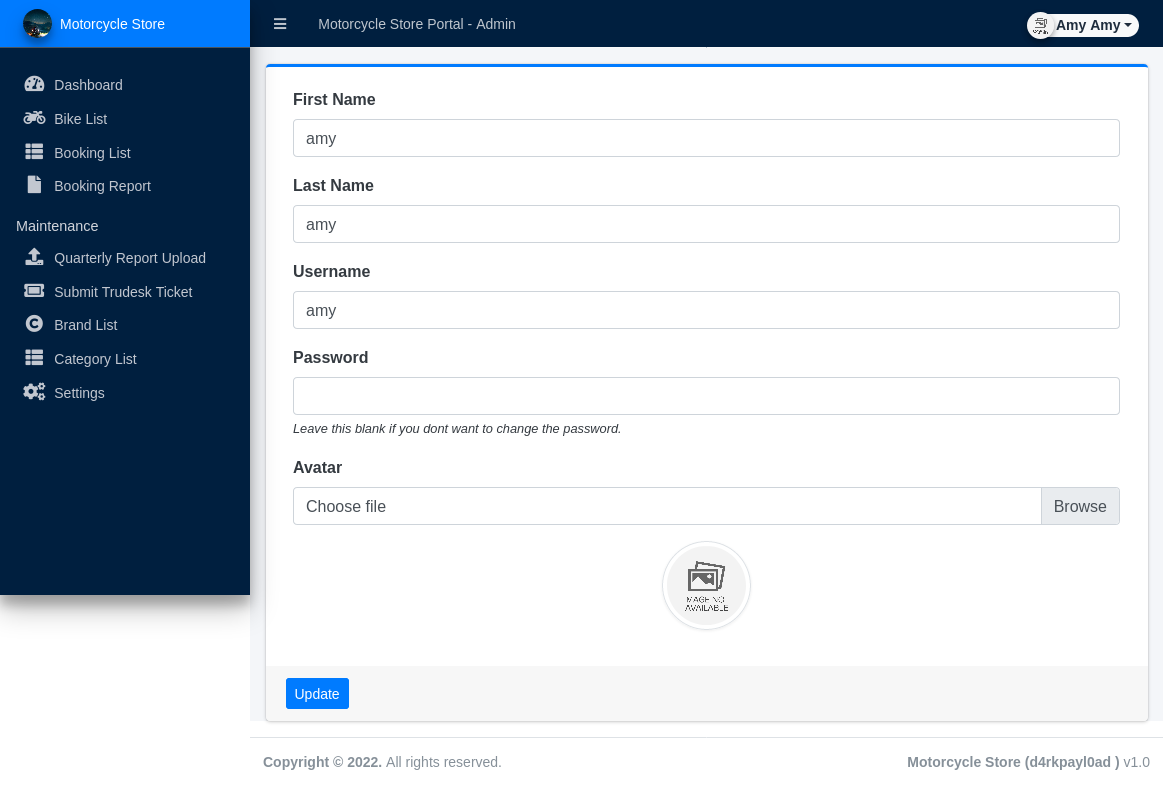 Motorcycle Store
Motorcycle Store Portal - Admin
Amy Amy
Dashboard
Bike List
Booking List
Booking Report
Maintenance
Quarterly Report Upload
Submit Trudesk Ticket
Brand List
Category List
Settings
First Name
amy
Last Name
amy
Username
amy
Password
Leave this blank if you dont want to change the password.
Avatar
Choose file Browse
MAGE NO
AVAILABLE
Update
Copyright © 2022. All rights reserved.
Motorcycle Store (d4rkpayl0ad ) v1.0